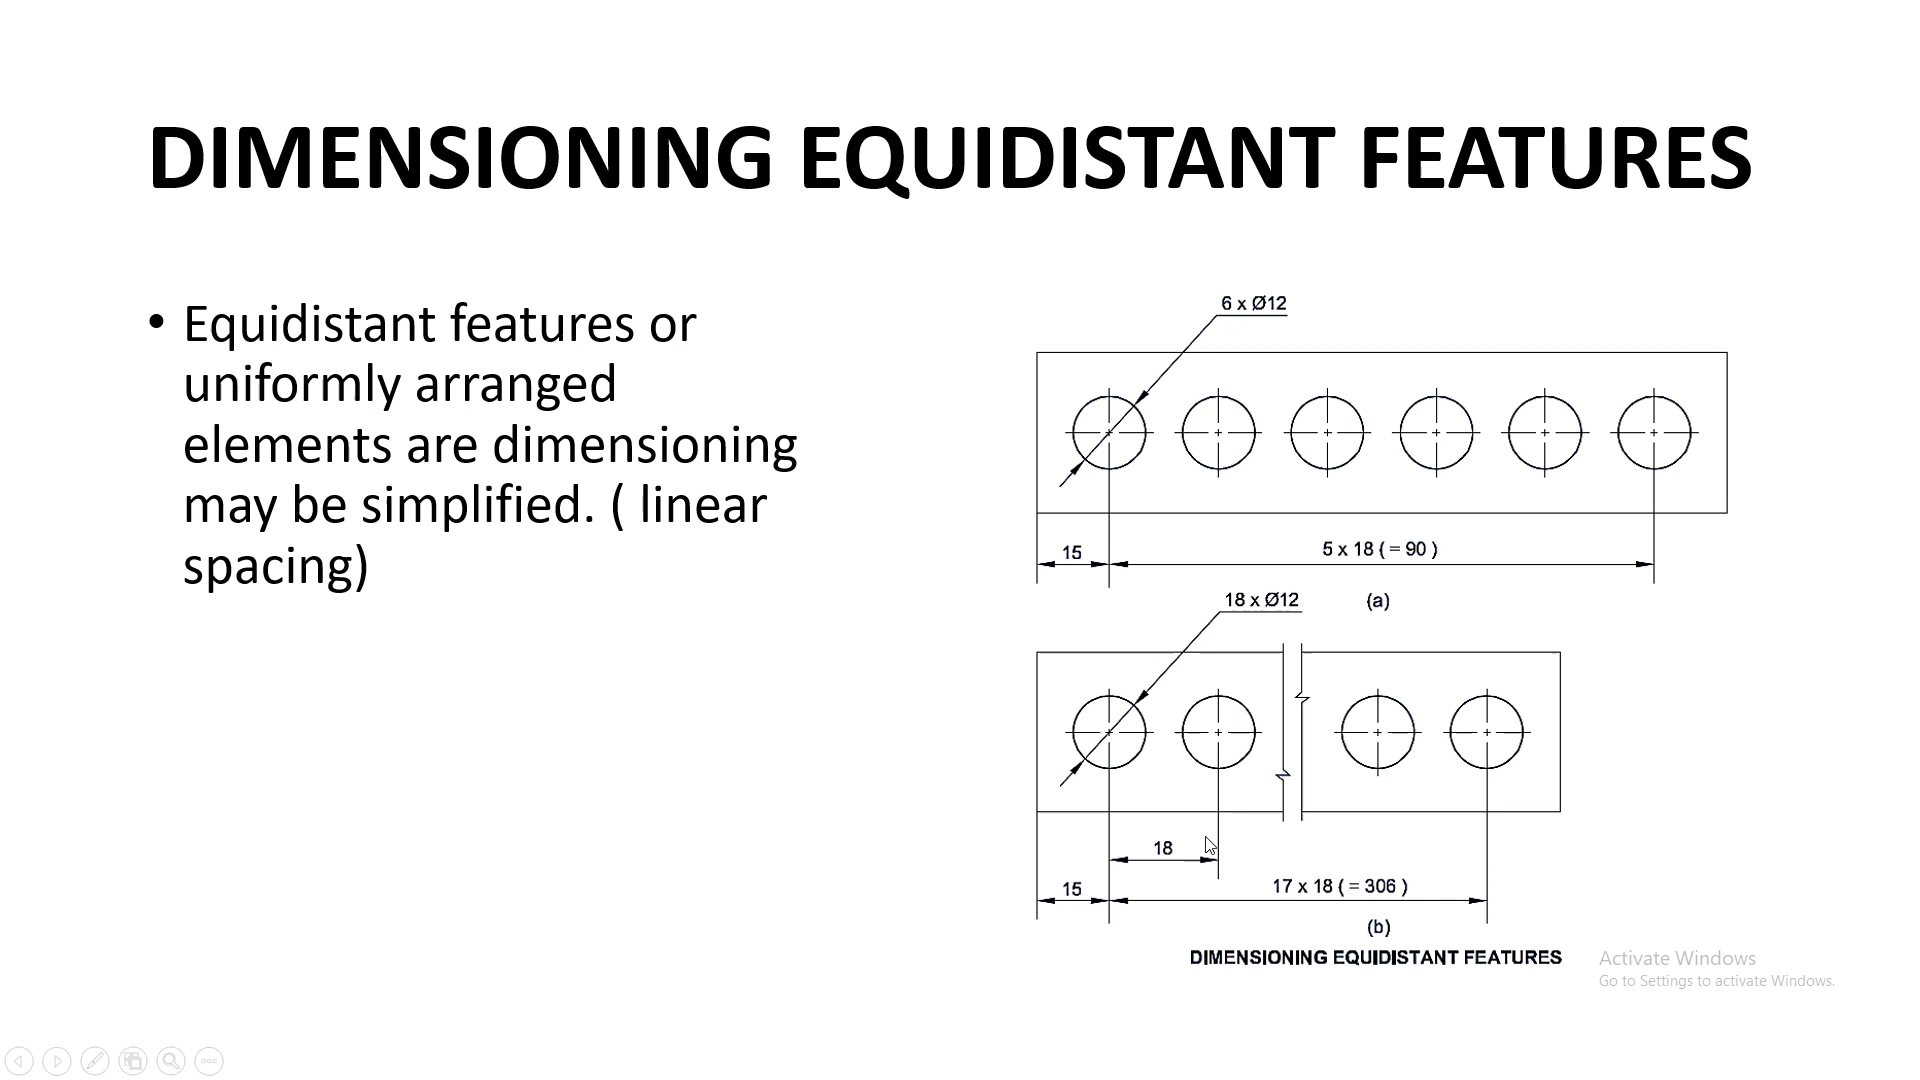 DIMENSIONING EQUIDISTANT FEATURES
• Equidistant features or
uniformly arranged
elements are dimensioning
may be simplified. ( linear
spacing)
6 x Ø12
15
5 x 18 ( = 90 )
(a)
18 x Ø12
18
15
17 x 18 ( = 306 )
(b)
DIMENSIONING EQUIDISTANT FEATURES
Activate Windows
Go to Settings to activate Windows.